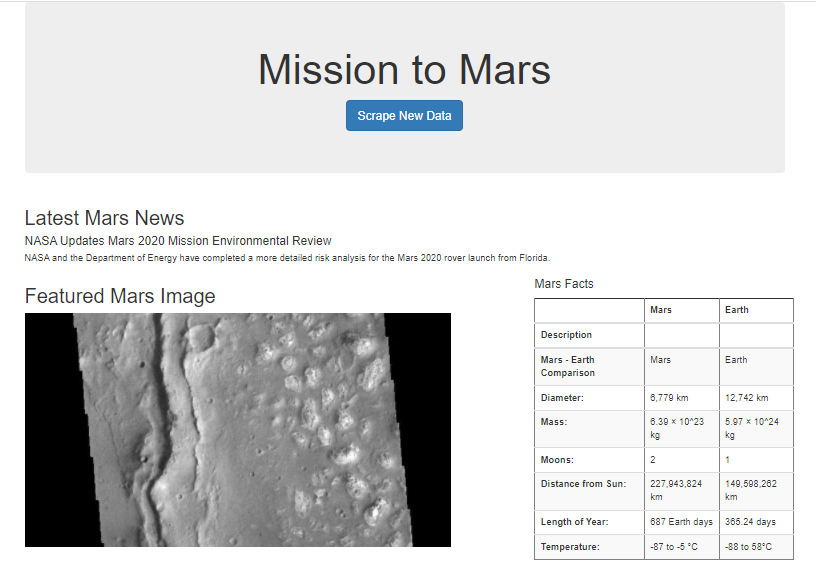 Mission to Mars
Scrape New Data
Latest Mars News
NASA Updates Mars 2020 Mission Environmental Review
NASA and the Department of Energy have completed a more detailed risk analysis for the Mars 2020 rover launch from Florida.
Featured Mars Image
Mars Facts
Mars Earth
Description
Mars - Earth Comparison Mars Earth
Diameter: 6,779 km 12,742 km
Mass: 6.39 × 10^23 kg 5.97 × 10^24 kg
Moons: 2 1
Distance from Sun: 227,943,824 km 149,598,262 km
Length of Year: 687 Earth days 365.24 days
Temperature: -87 to -5 °C -88 to 58°C